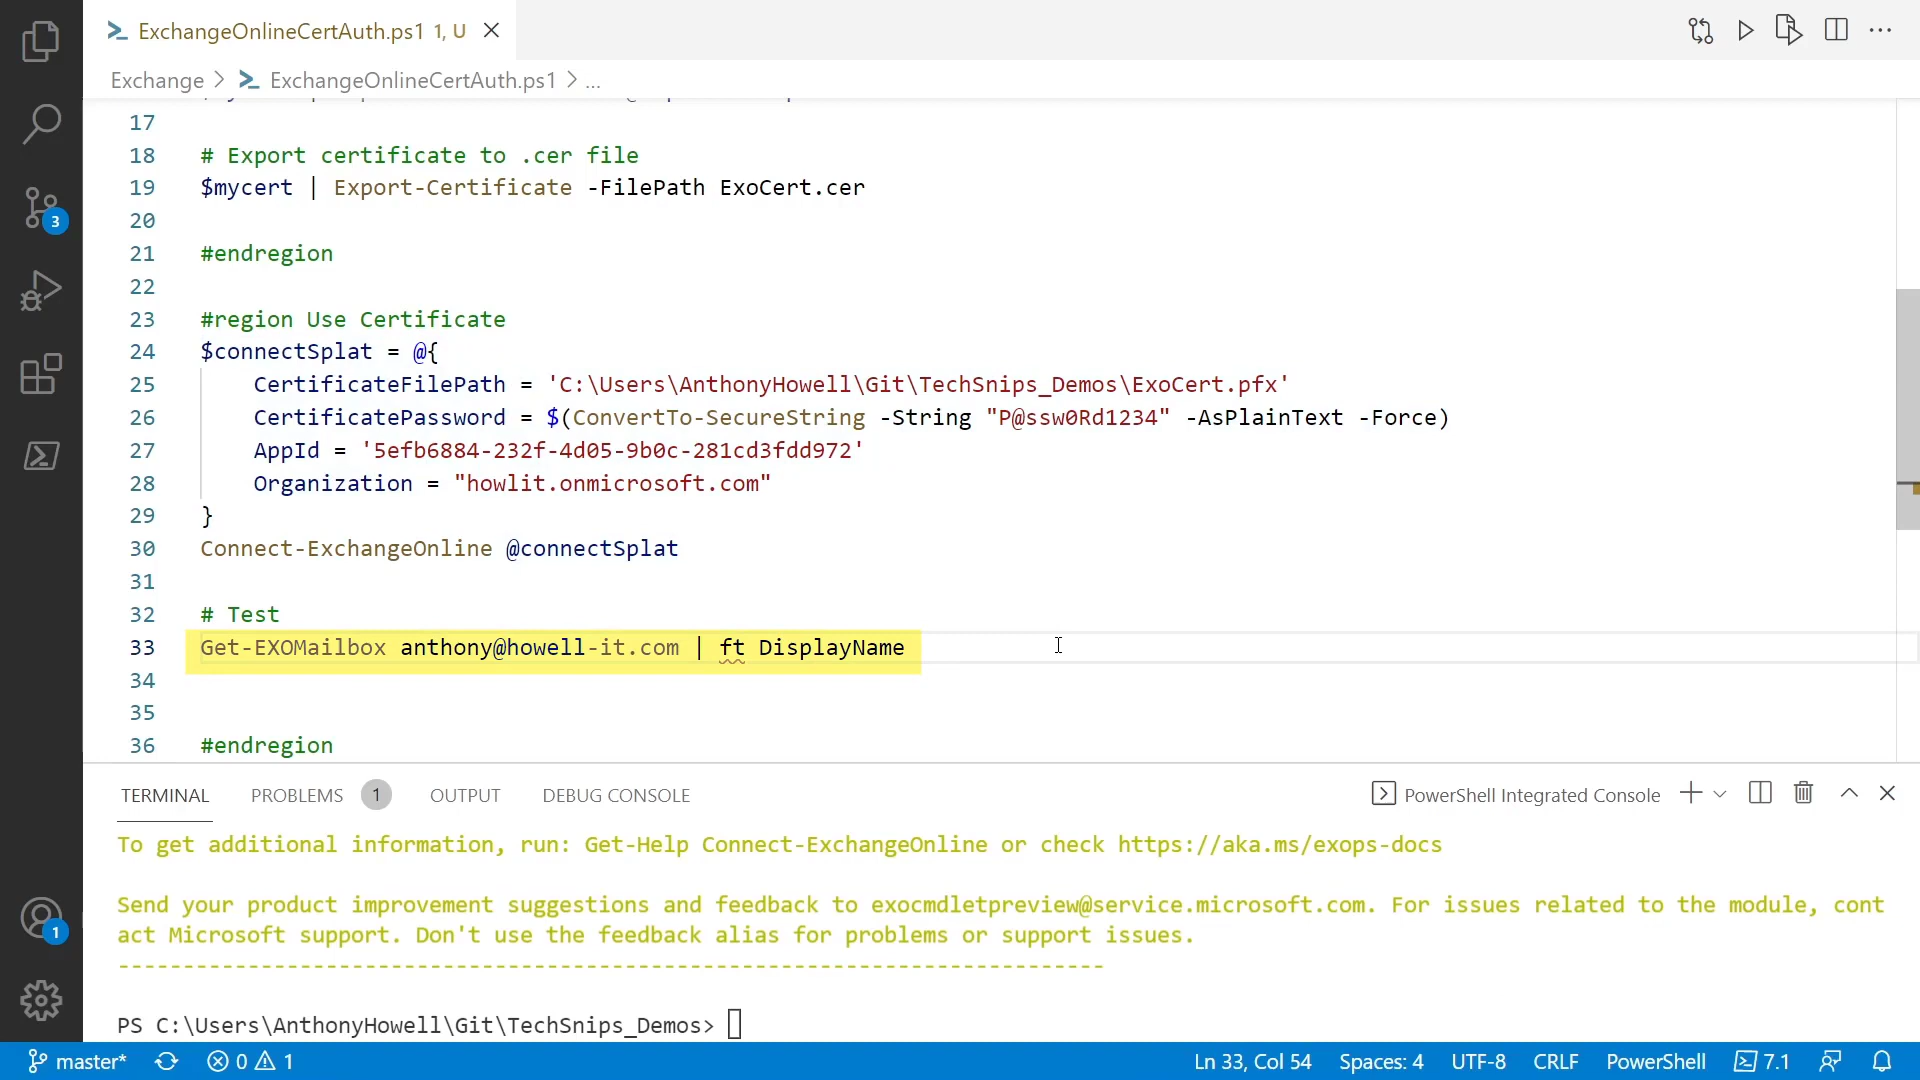 ExchangeOnlineCertAuth.ps1 1, U
Exchange > ExchangeOnlineCertAuth.ps1 > ...
17
18 # Export certificate to .cer file
19 $mycert | Export-Certificate -FilePath ExoCert.cer
20
21 #endregion
22
23 #region Use Certificate
24 $connectSplat = @{
25 CertificateFilePath = 'C:\Users\AnthonyHowell\Git\TechSnips_Demos\ExoCert.pfx'
26 CertificatePassword = $(ConvertTo-SecureString -String "P@ssw0Rd1234" -AsPlainText -Force)
27 AppId = '5efb6884-232f-4d05-9b0c-281cd3fdd972'
28 Organization = "howlit.onmicrosoft.com"
29 }
30 Connect-ExchangeOnline @connectSplat
31
32 # Test
33 Get-EXOMailbox anthony@howell-it.com | ft DisplayName
34
35
36 #endregion
3
1
TERMINAL PROBLEMS 1 OUTPUT DEBUG CONSOLE PowerShell Integrated Console
To get additional information, run: Get-Help Connect-ExchangeOnline or check https://aka.ms/exops-docs
Send your product improvement suggestions and feedback to exocmdletpreview@service.microsoft.com. For issues related to the module, cont
act Microsoft support. Don't use the feedback alias for problems or support issues.
----------------------------------------------------------------------------
PS C:\Users\AnthonyHowell\Git\TechSnips_Demos>
master* 0 1 Ln 33, Col 54 Spaces: 4 UTF-8 CRLF PowerShell 7.1